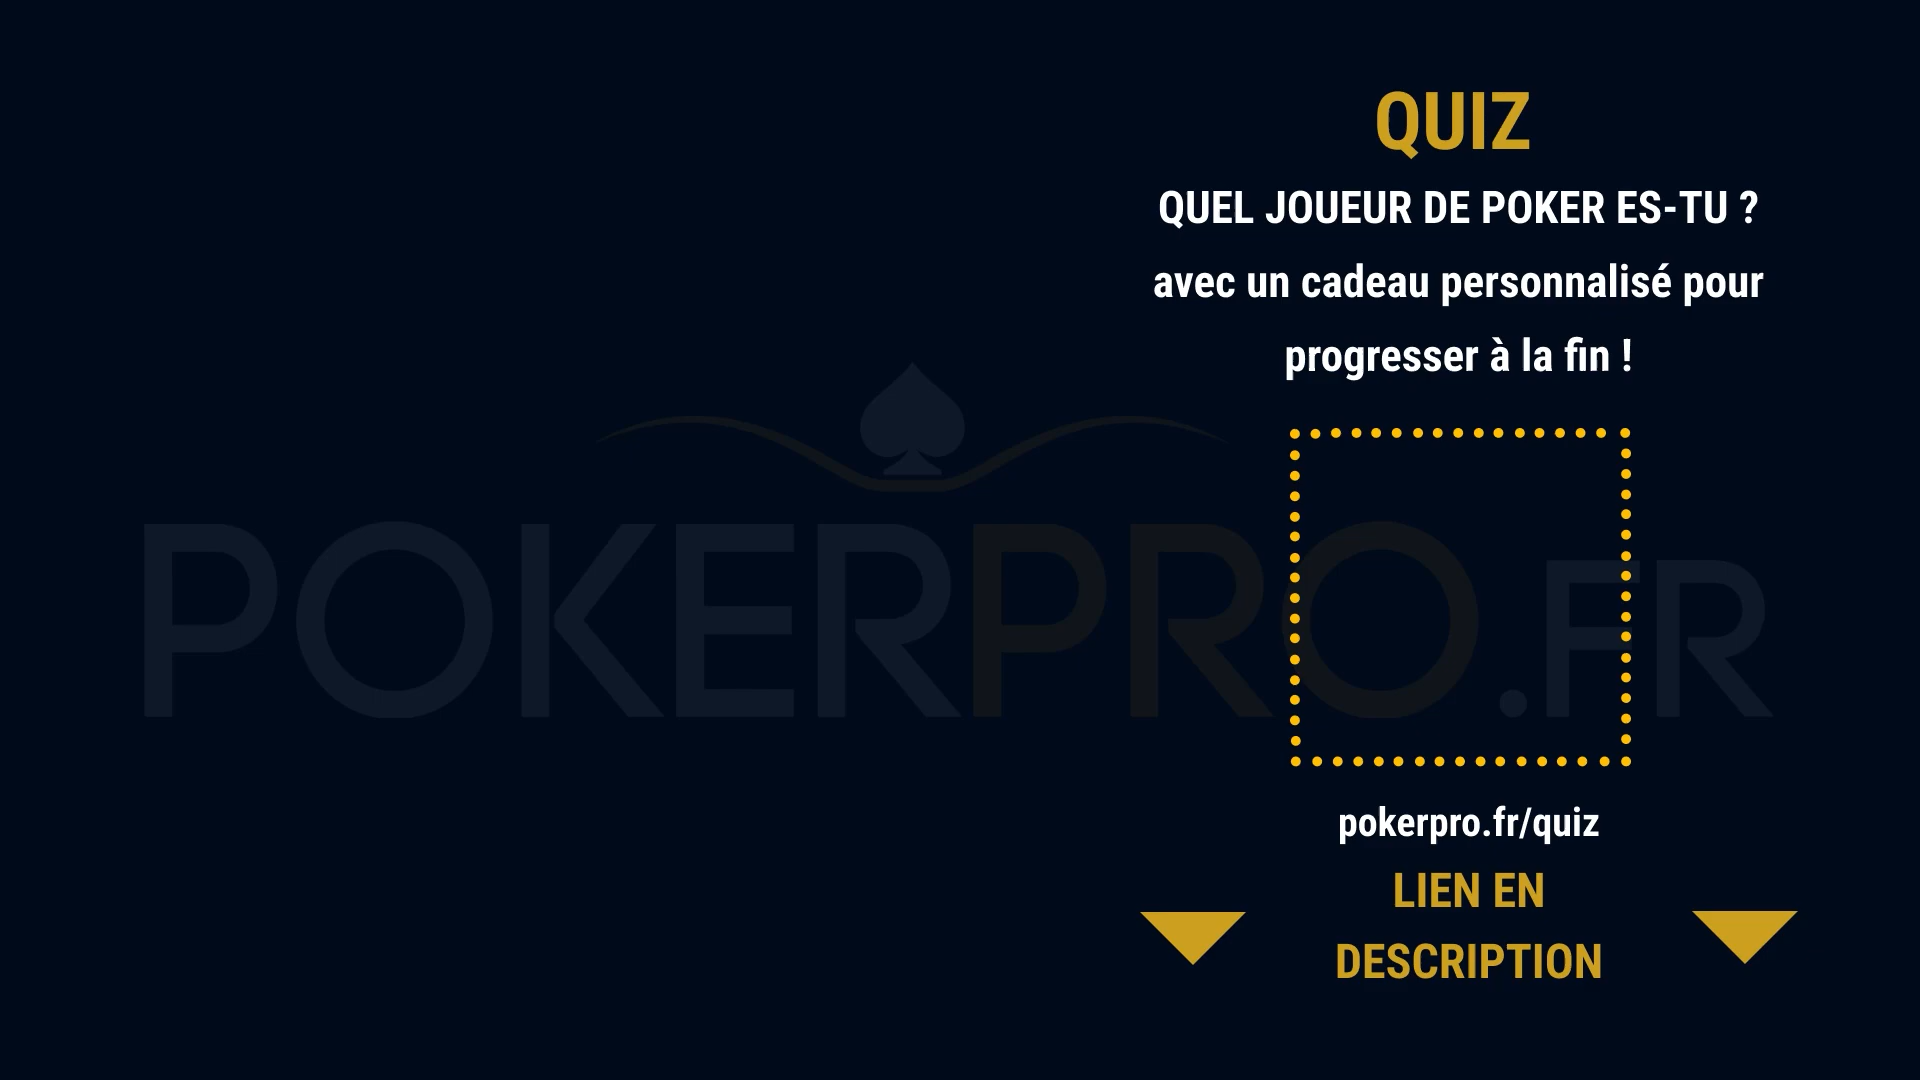 QUIZ
QUEL JOUEUR DE POKER ES-TU ?
avec un cadeau personnalisé pour
progresser à la fin !
POKERPRO.FR
pokerpro.fr/quiz
LIEN EN
DESCRIPTION